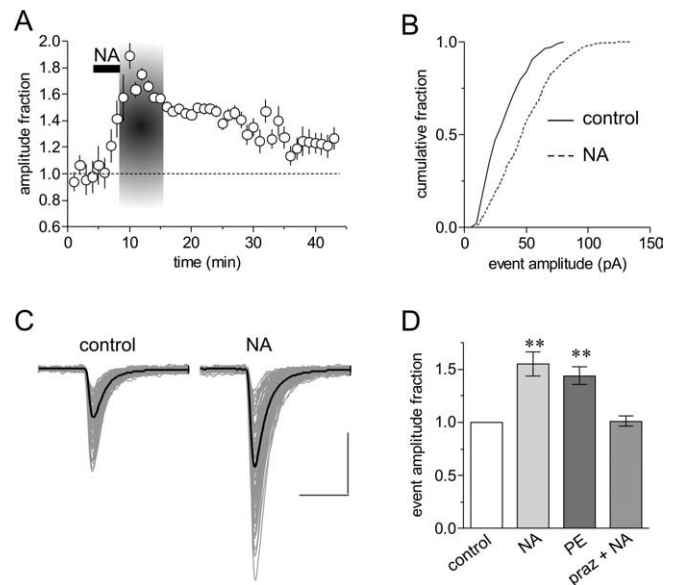 A
amplitude fraction
2.0
1.8
1.6
1.4
1.2
1.0
0.8
0.6
NA
0
10
20
30
40
time (min)
B
cumulative fraction
1.0
0.5
0.0
control
NA
0
50
100
150
event amplitude (pA)
C
control
NA
D
event amplitude fraction
1.5
1.0
0.5
0.0
**
**
control
NA
PE
praz + NA